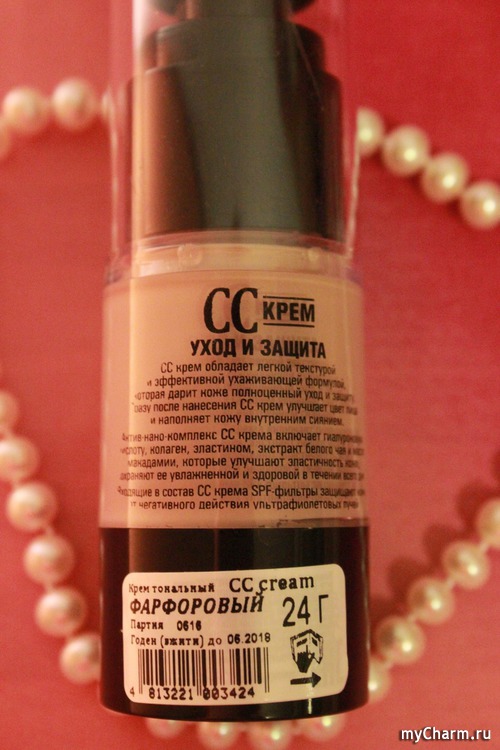 CC КРЕМ
УХОД И ЗАЩИТА
CC крем обладает легкой текстурой
и эффективной ухаживающей формулой,
которая дарит коже полноценный уход и защиту.
Сразу после нанесения CC крем улучшает цвет лица
и наполняет кожу внутренним сиянием.
Актив-нано-комплекс CC крема включает гиалуроновую
кислоту, колаген, эластином, экстракт белого чая и масло
макадамии, которые улучшают эластичность кожи,
сохраняют ее увлажненной и здоровой в течении всего дня.
Входящие в состав CC крема SPF-фильтры защищают кожу
от негативного действия ультрафиолетовых лучей.
Крем тональный CC cream
ФАРФОРОВЫЙ
24 Г
Партия 0616
Годен (вжити) до 06.2018
4 813221 003424
myCharm.ru